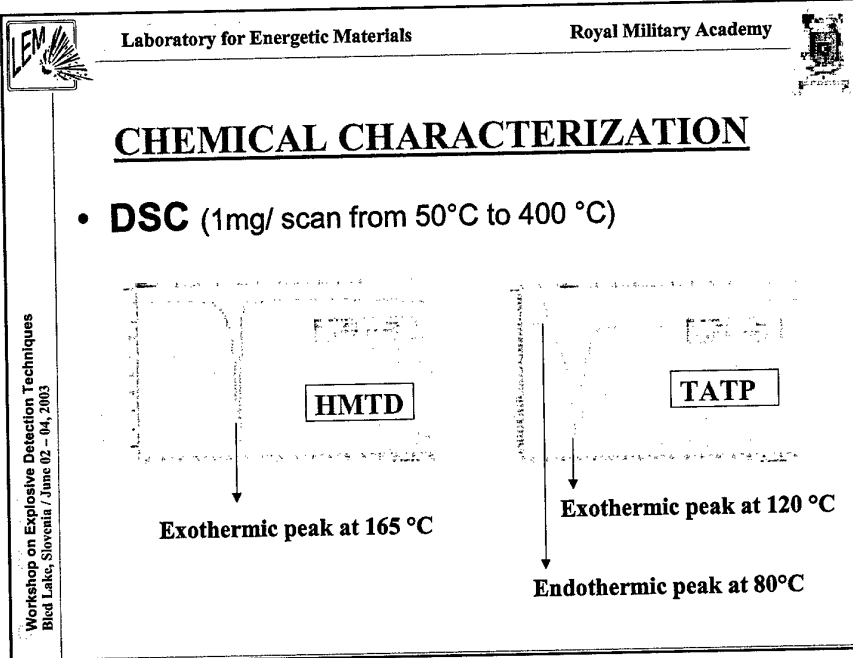 LEM
Laboratory for Energetic Materials
Royal Military Academy
CHEMICAL CHARACTERIZATION
• DSC (1mg/ scan from 50°C to 400 °C)
HMTD
TATP
Exothermic peak at 165 °C
Exothermic peak at 120 °C
Endothermic peak at 80°C
Workshop on Explosive Detection Techniques
Bled Lake, Slovenia / June 02 – 04, 2003